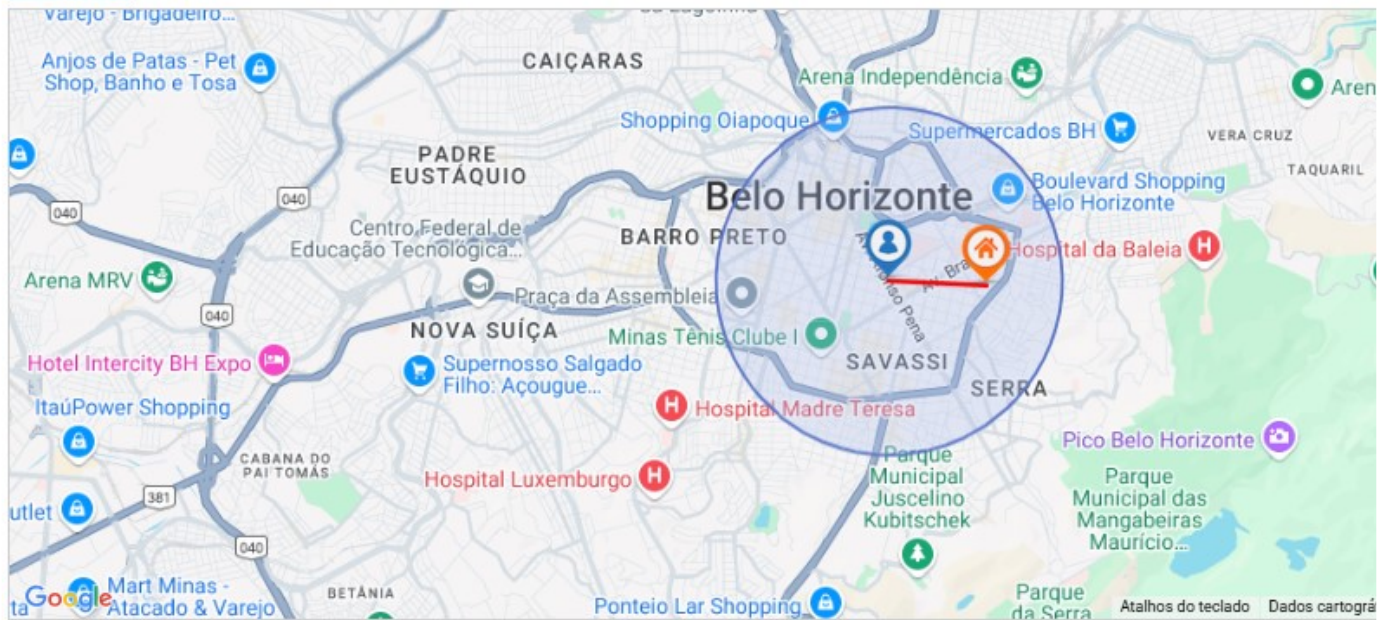 Varejo - Brigadeiro...
Anjos de Patas - Pet
Shop, Banho e Tosa
CAIÇARAS
Arena Independência
Aren
Shopping Oiapoque
Supermercados BH
VERA CRUZ
TAQUARIL
PADRE
EUSTÁQUIO
Boulevard Shopping
Belo Horizonte
Belo Horizonte
040
040
Centro Federal de
Educação Tecnológica...
BARRO PRETO
Hospital da Baleia
Arena MRV
Praça da Assembleia
Av. Bra
onso Pena
040
NOVA SUÍÇA
Minas Tênis Clube I
Hotel Intercity BH Expo
Supernosso Salgado
Filho: Açougue...
SAVASSI
SERRA
ItaúPower Shopping
Hospital Madre Teresa
Pico Belo Horizonte
CABANA DO
PAI TOMÁS
Hospital Luxemburgo
Parque
Municipal
Juscelino
Kubitschek
Parque
Municipal das
Mangabeiras
Maurício...
381
utlet
040
Mart Minas -
Atacado & Varejo
ta
Google
BETÂNIA
Ponteio Lar Shopping
Parque
da Serra
Atalhos do teclado
Dados cartográ